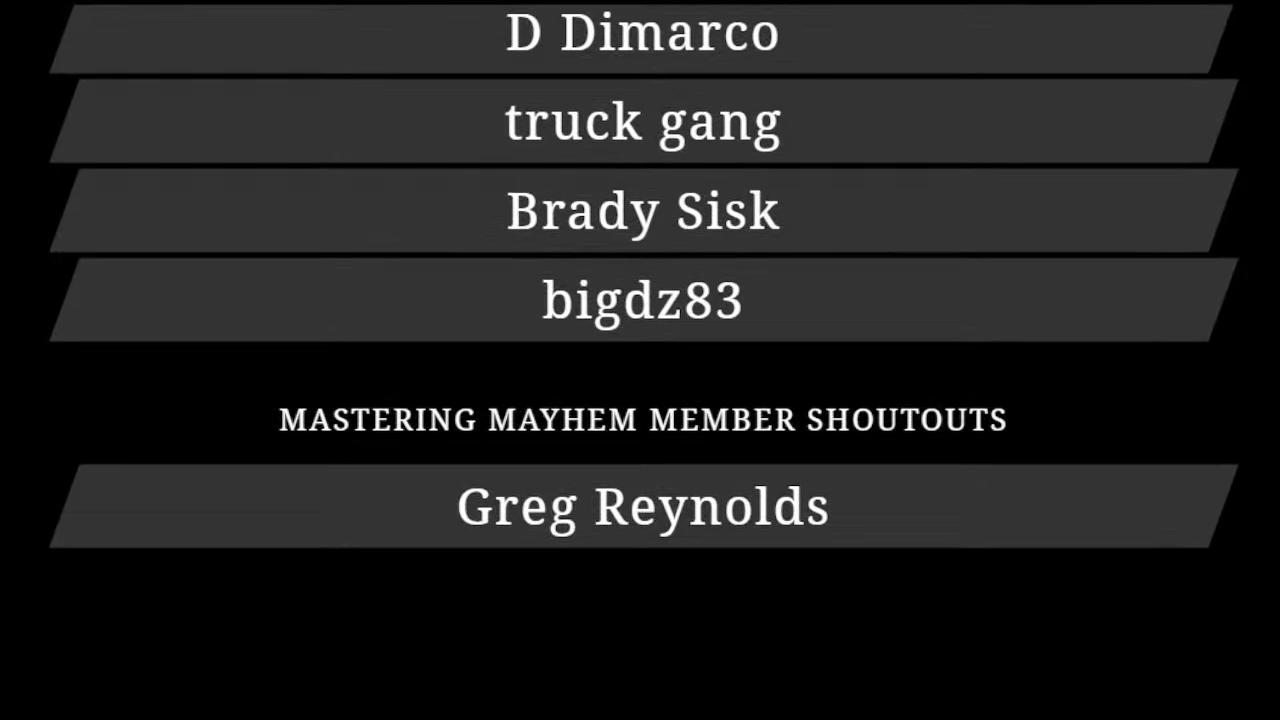 D Dimarco
truck gang
Brady Sisk
bigdz83
MASTERING MAYHEM MEMBER SHOUTOUTS
Greg Reynolds